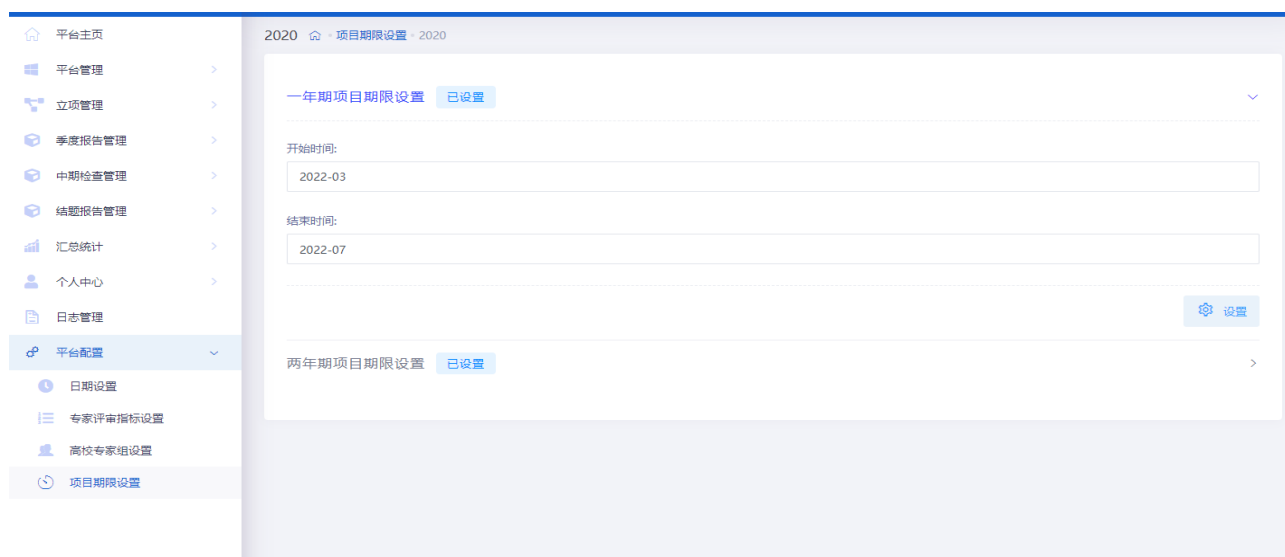 平台主页
平台管理
立项管理
季度报告管理
中期检查管理
结题报告管理
汇总统计
个人中心
日志管理
平台配置
日期设置
专家评审指标设置
高校专家组设置
项目期限设置
2020 项目期限设置 2020
一年期项目期限设置 已设置
开始时间:
2022-03
结束时间:
2022-07
设置
两年期项目期限设置 已设置